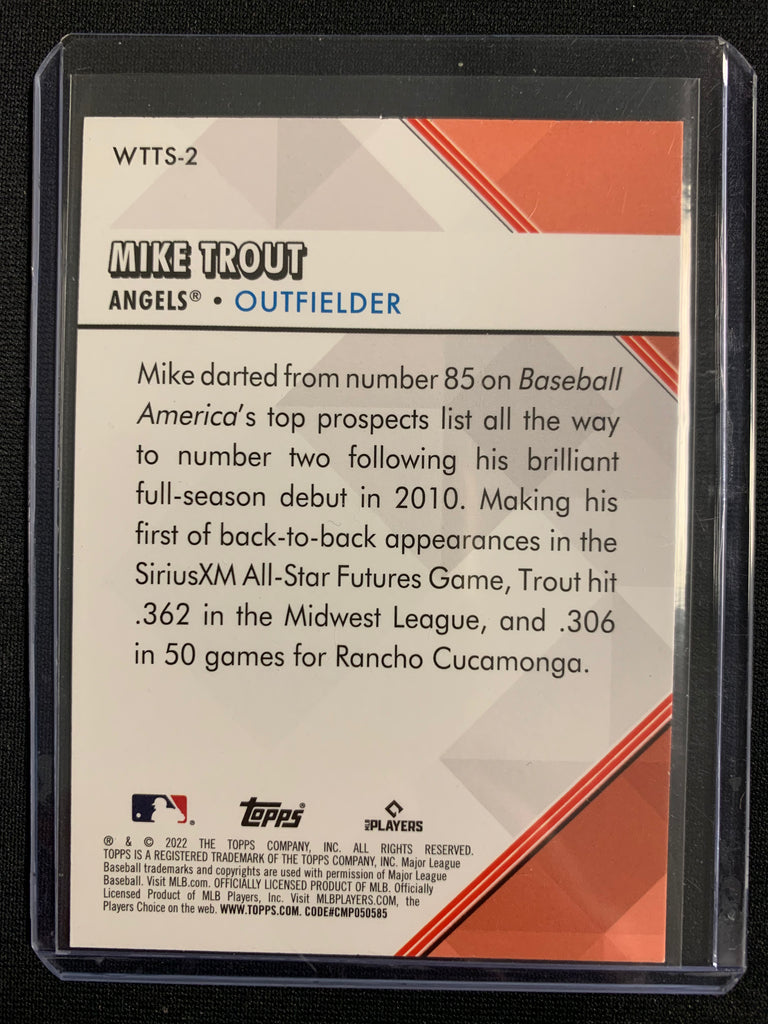 WTTS-2
MIKE TROUT
ANGELS® • OUTFIELDER
Mike darted from number 85 on Baseball
America's top prospects list all the way
to number two following his brilliant
full-season debut in 2010. Making his
first of back-to-back appearances in the
SiriusXM All-Star Futures Game, Trout hit
.362 in the Midwest League, and .306
in 50 games for Rancho Cucamonga.
® topps® MLB PLAYERS
® & © 2022 THE TOPPS COMPANY, INC. ALL RIGHTS RESERVED.
TOPPS IS A REGISTERED TRADEMARK OF THE TOPPS COMPANY, INC. Major League
Baseball trademarks and copyrights are used with permission of Major League
Baseball. Visit MLB.com. OFFICIALLY LICENSED PRODUCT OF MLB. Officially
Licensed Product of MLB Players, Inc. Visit MLBPLAYERS.COM, the
Players Choice on the web. WWW.TOPPS.COM. CODE#CMP050585